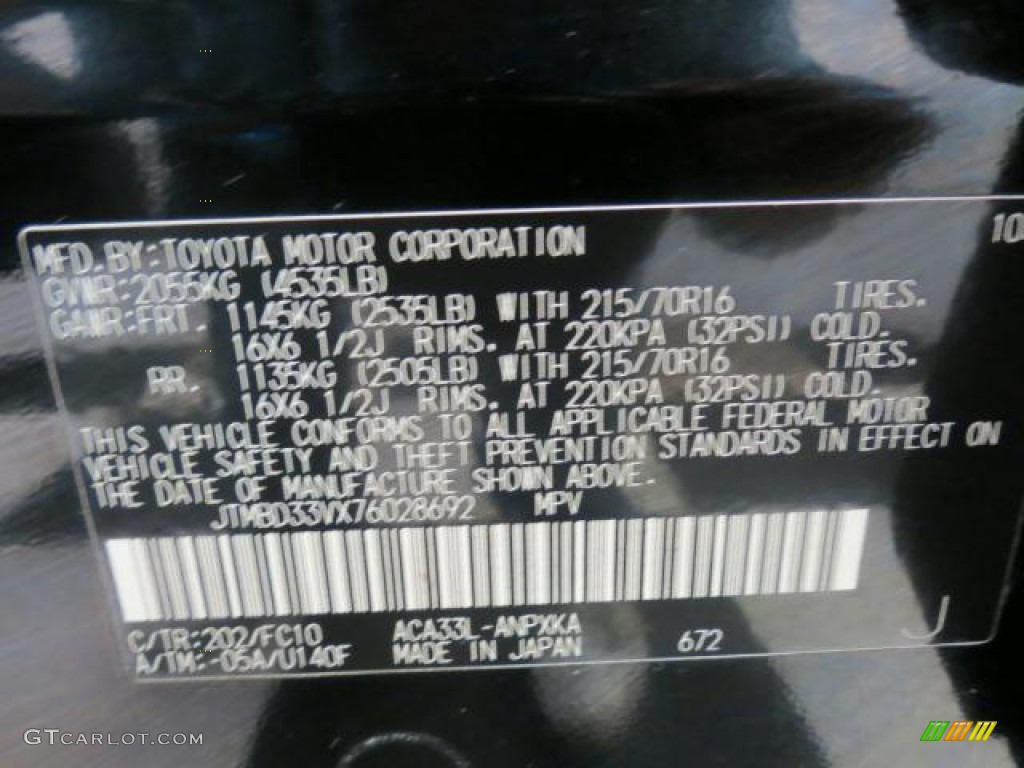 10
MFD. BY: TOYOTA MOTOR CORPORATION
GVWR: 2055KG (4535LB)
GAWR: FRT. 1145KG (2535LB) WITH 215/70R16 TIRES.
16X6 1/2J RIMS. AT 220KPA (32PSI) COLD.
RR. 1135KG (2505LB) WITH 215/70R16 TIRES.
16X6 1/2J RIMS. AT 220KPA (32PSI) COLD.
THIS VEHICLE CONFORMS TO ALL APPLICABLE FEDERAL MOTOR
VEHICLE SAFETY AND THEFT PREVENTION STANDARDS IN EFFECT ON
THE DATE OF MANUFACTURE SHOWN ABOVE.
JTMBD33VX76028692 MPV
C/TR: 202/FC10 ACA33L-ANPXKA 672 J
A/TM: -05A/U140F MADE IN JAPAN
GTCARLOT.COM